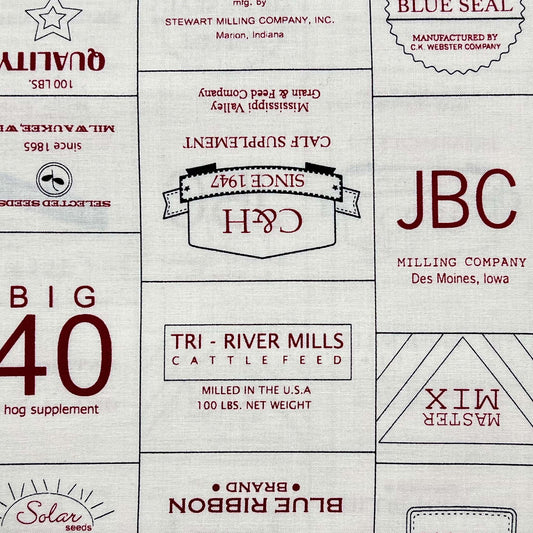 QUALITY
100 LBS.
MILWAUKEE, WI
since 1865
SELECTED SEEDS
BIG
40
hog supplement
Solar
seeds
mfg. by
STEWART MILLING COMPANY, INC.
Marion, Indiana
Mississippi Valley
Grain & Feed Company
CALF SUPPLEMENT
SINCE 1947
C&H
TRI - RIVER MILLS
CATTLE FEED
MILLED IN THE U.S.A
100 LBS. NET WEIGHT
BLUE RIBBON
• BRAND •
BLUE SEAL
MANUFACTURED BY
C.K. WEBSTER COMPANY
JBC
MILLING COMPANY
Des Moines, Iowa
MASTER
MIX